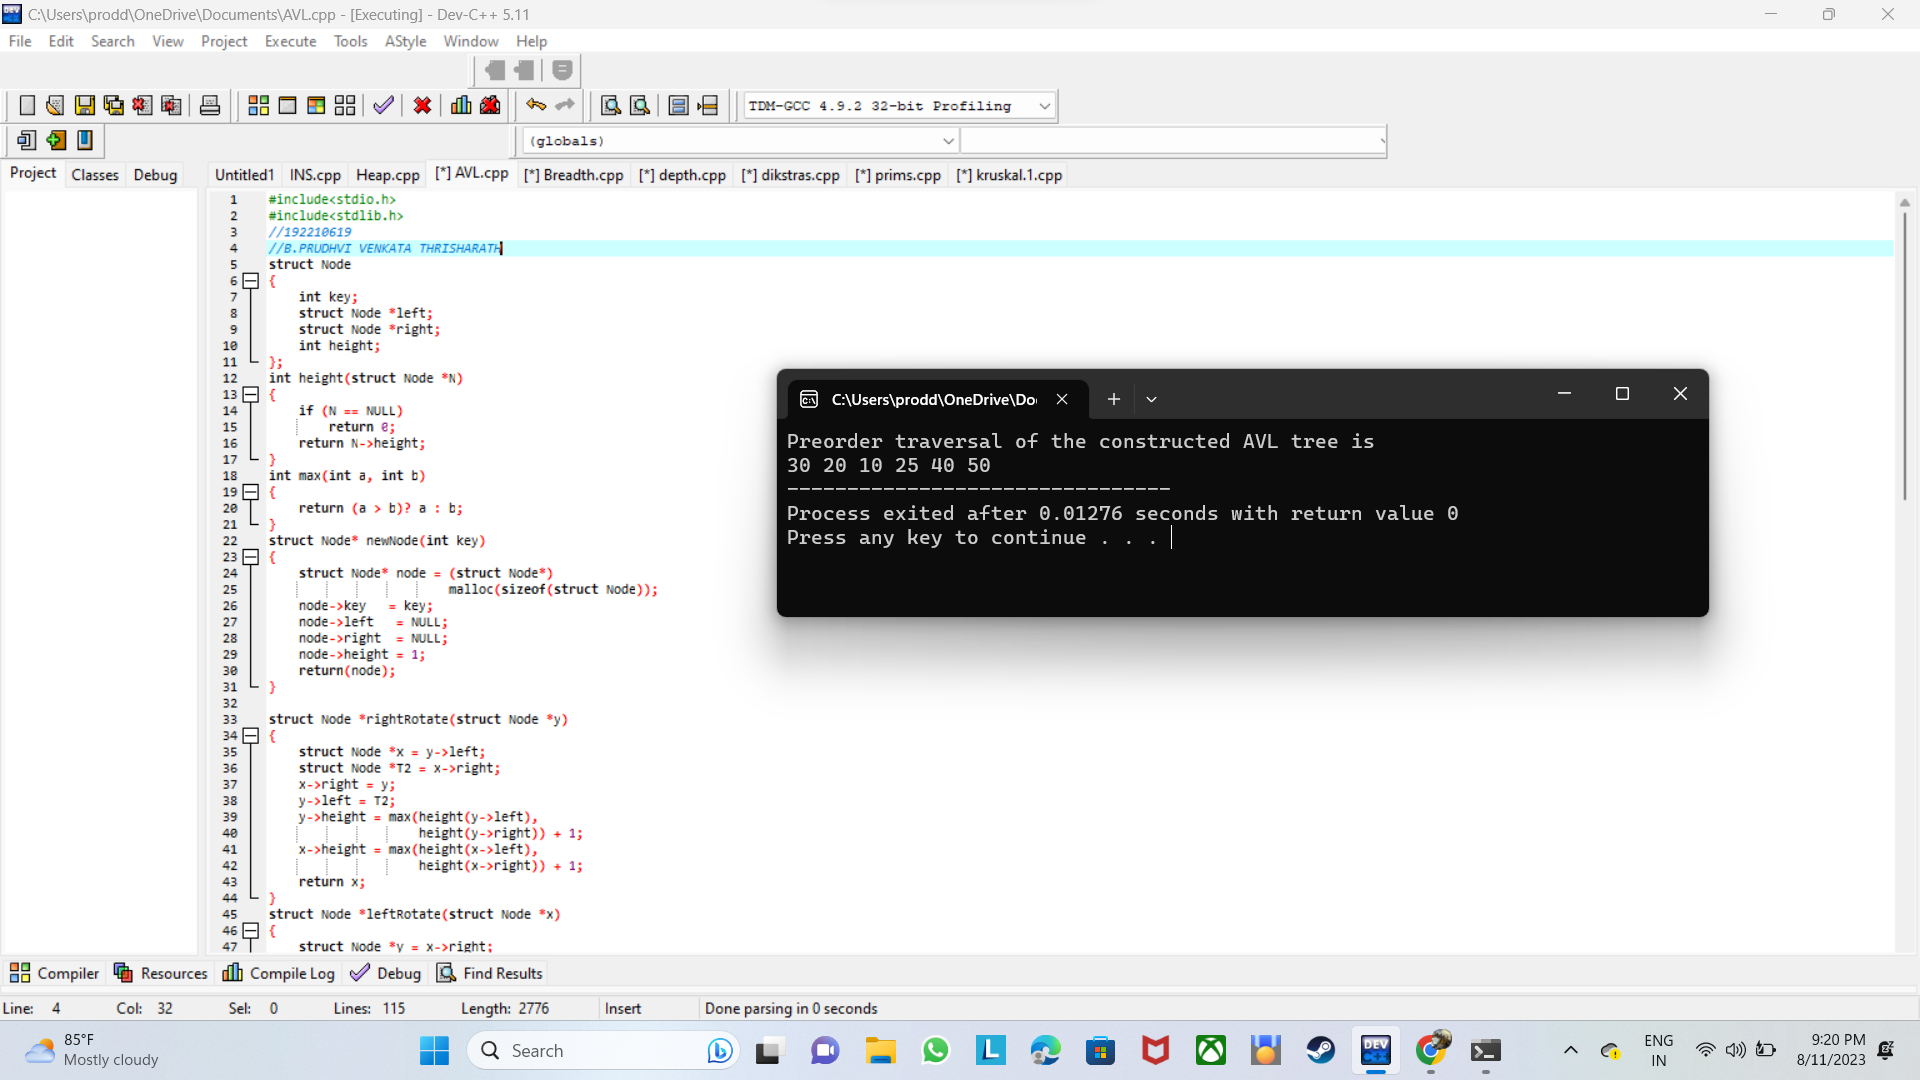 C:\Users\prodd\OneDrive\Documents\AVL.cpp - [Executing] - Dev-C++ 5.11
File Edit Search View Project Execute Tools AStyle Window Help
TDM-GCC 4.9.2 32-bit Profiling
(globals)
Project Classes Debug
Untitled1 INS.cpp Heap.cpp [*] AVL.cpp [*] Breadth.cpp [*] depth.cpp [*] dikstras.cpp [*] prims.cpp [*] kruskal.1.cpp
1 #include<stdio.h>
2 #include<stdlib.h>
3 //192210619
4 //B.PRUDHVI VENKATA THRISHARATH
5 struct Node
6 {
7 int key;
8 struct Node *left;
9 struct Node *right;
10 int height;
11 };
12 int height(struct Node *N)
13 {
14 if (N == NULL)
15 return 0;
16 return N->height;
17 }
18 int max(int a, int b)
19 {
20 return (a > b)? a : b;
21 }
22 struct Node* newNode(int key)
23 {
24 struct Node* node = (struct Node*)
25 malloc(sizeof(struct Node));
26 node->key = key;
27 node->left = NULL;
28 node->right = NULL;
29 node->height = 1;
30 return(node);
31 }
32
33 struct Node *rightRotate(struct Node *y)
34 {
35 struct Node *x = y->left;
36 struct Node *T2 = x->right;
37 x->right = y;
38 y->left = T2;
39 y->height = max(height(y->left),
40 height(y->right)) + 1;
41 x->height = max(height(x->left),
42 height(x->right)) + 1;
43 return x;
44 }
45 struct Node *leftRotate(struct Node *x)
46 {
47 struct Node *y = x->right;
C:\Users\prodd\OneDrive\Do
Preorder traversal of the constructed AVL tree is
30 20 10 25 40 50
--------------------------------
Process exited after 0.01276 seconds with return value 0
Press any key to continue . . .
Compiler Resources Compile Log Debug Find Results
Line: 4 Col: 32 Sel: 0 Lines: 115 Length: 2776 Insert Done parsing in 0 seconds
85°F
Mostly cloudy
Search
L
DEV
C++
ENG
IN
9:20 PM
8/11/2023